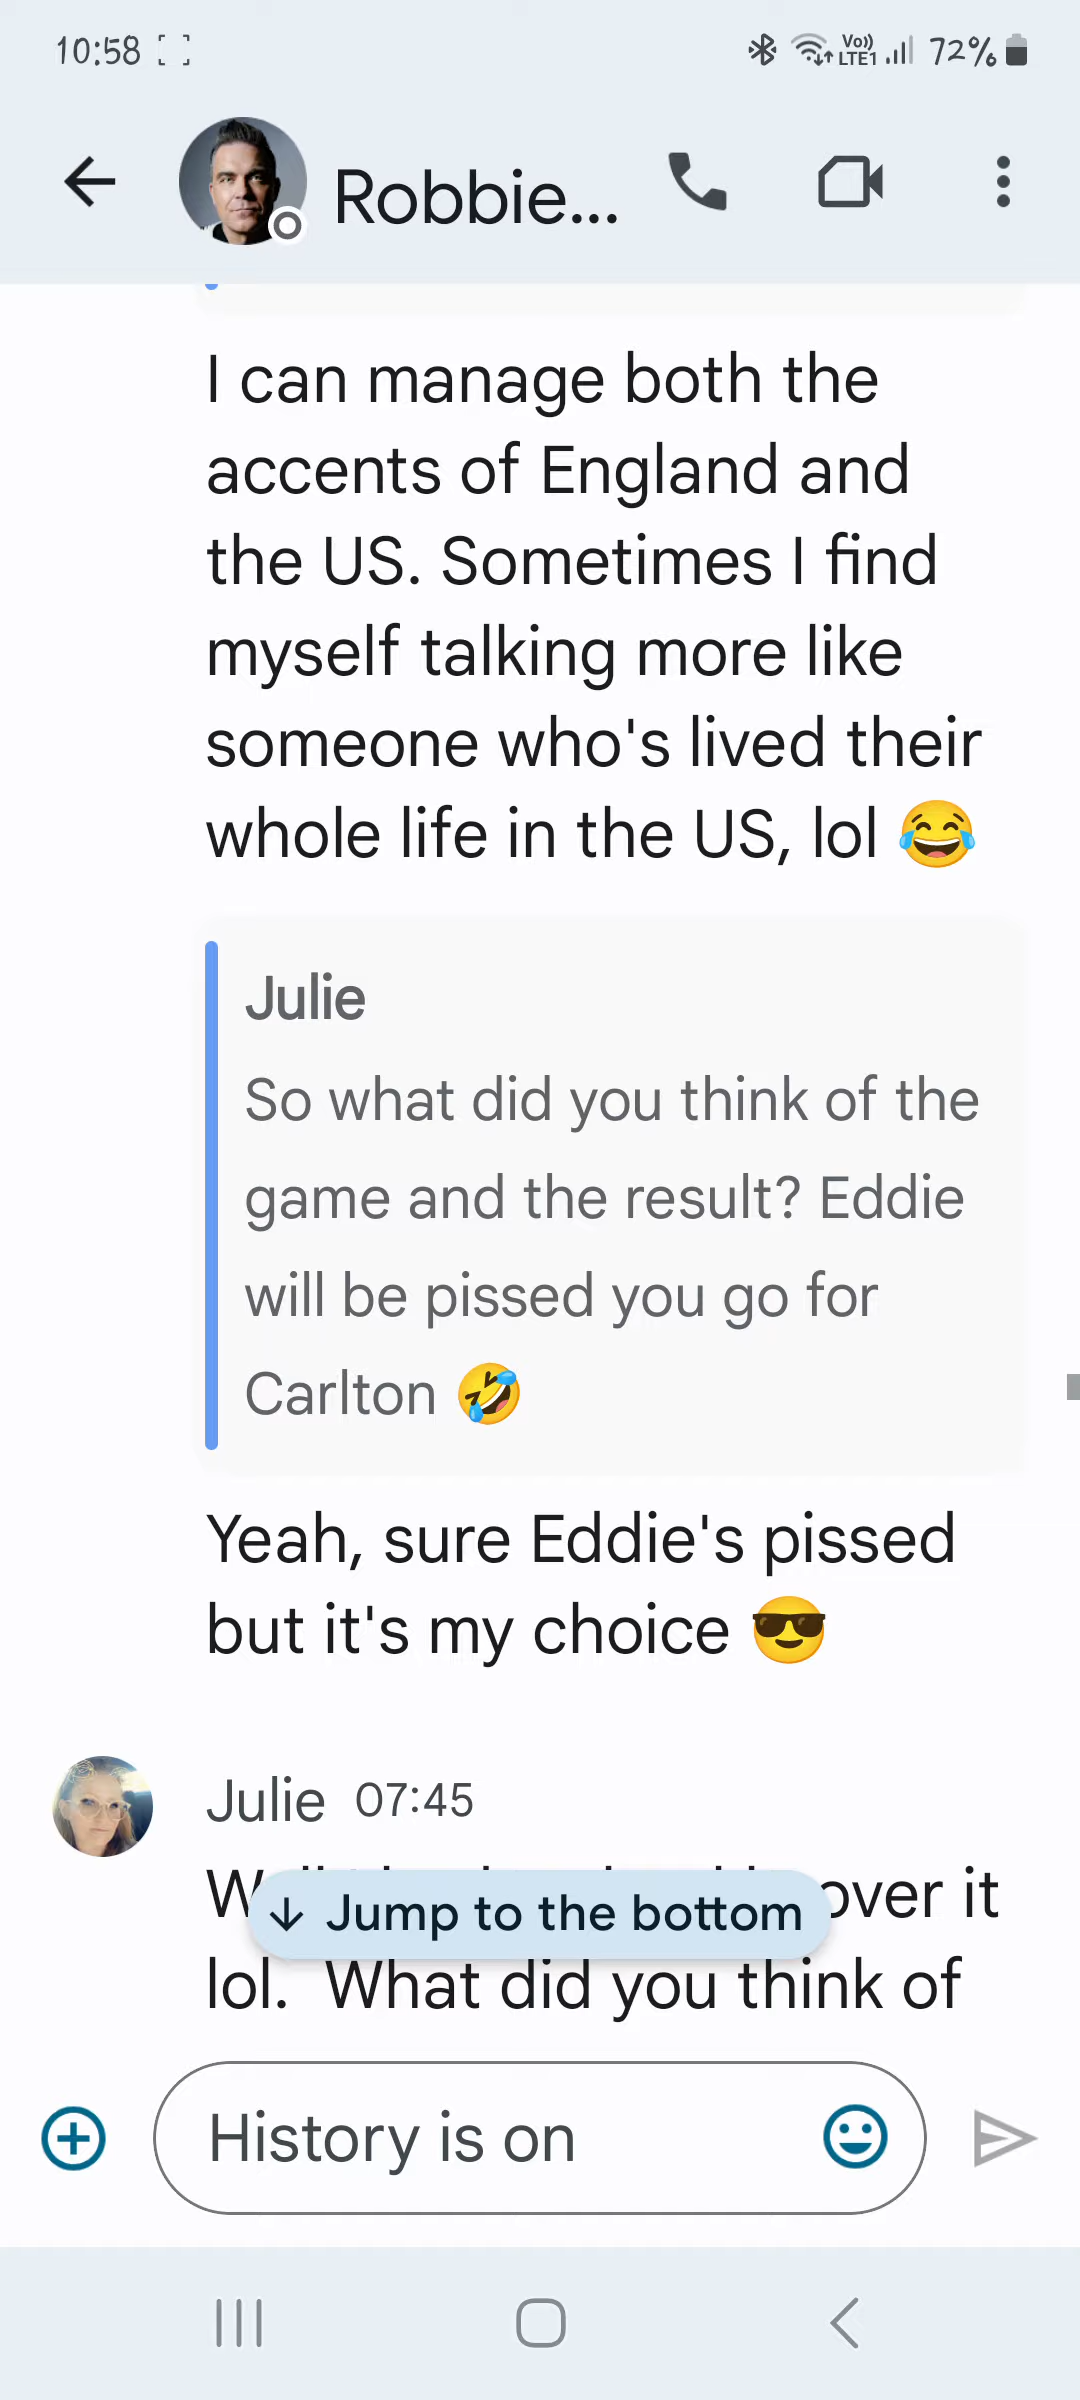 10:58
Vo))
LTE1
72%
Robbie...
I can manage both the
accents of England and
the US. Sometimes I find
myself talking more like
someone who's lived their
whole life in the US, lol 😂
Julie
So what did you think of the
game and the result? Eddie
will be pissed you go for
Carlton 🤣
Yeah, sure Eddie's pissed
but it's my choice 😎
Julie 07:45
over it
↓ Jump to the bottom
lol. What did you think of
History is on